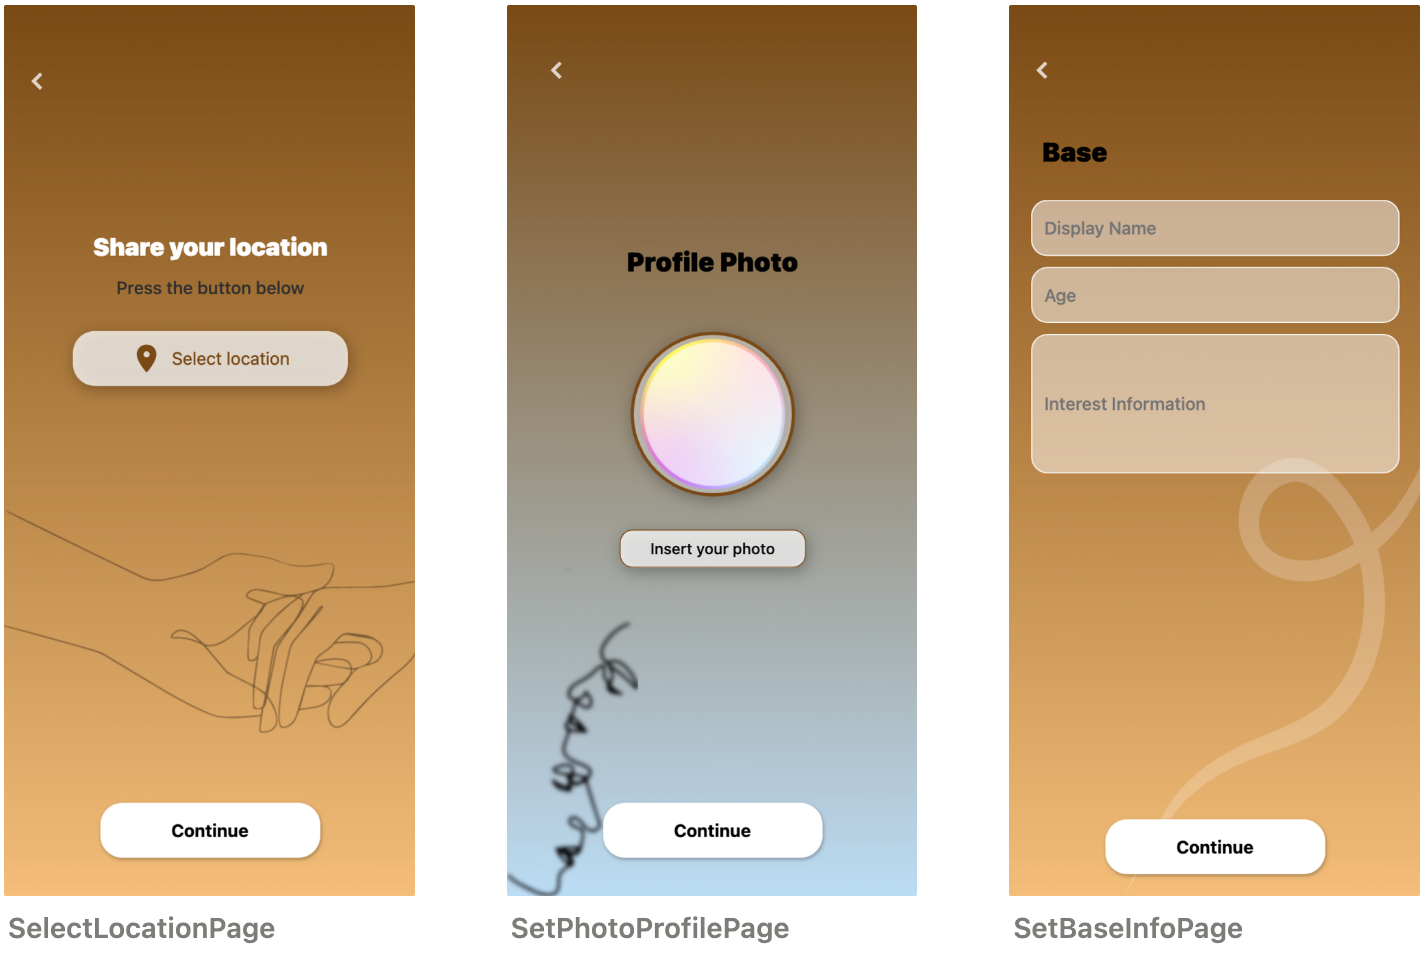 Share your location
Press the button below
Select location
Continue
SelectLocationPage
Profile Photo
Insert your photo
Continue
SetPhotoProfilePage
Base
Display Name
Age
Interest Information
Continue
SetBaseInfoPage